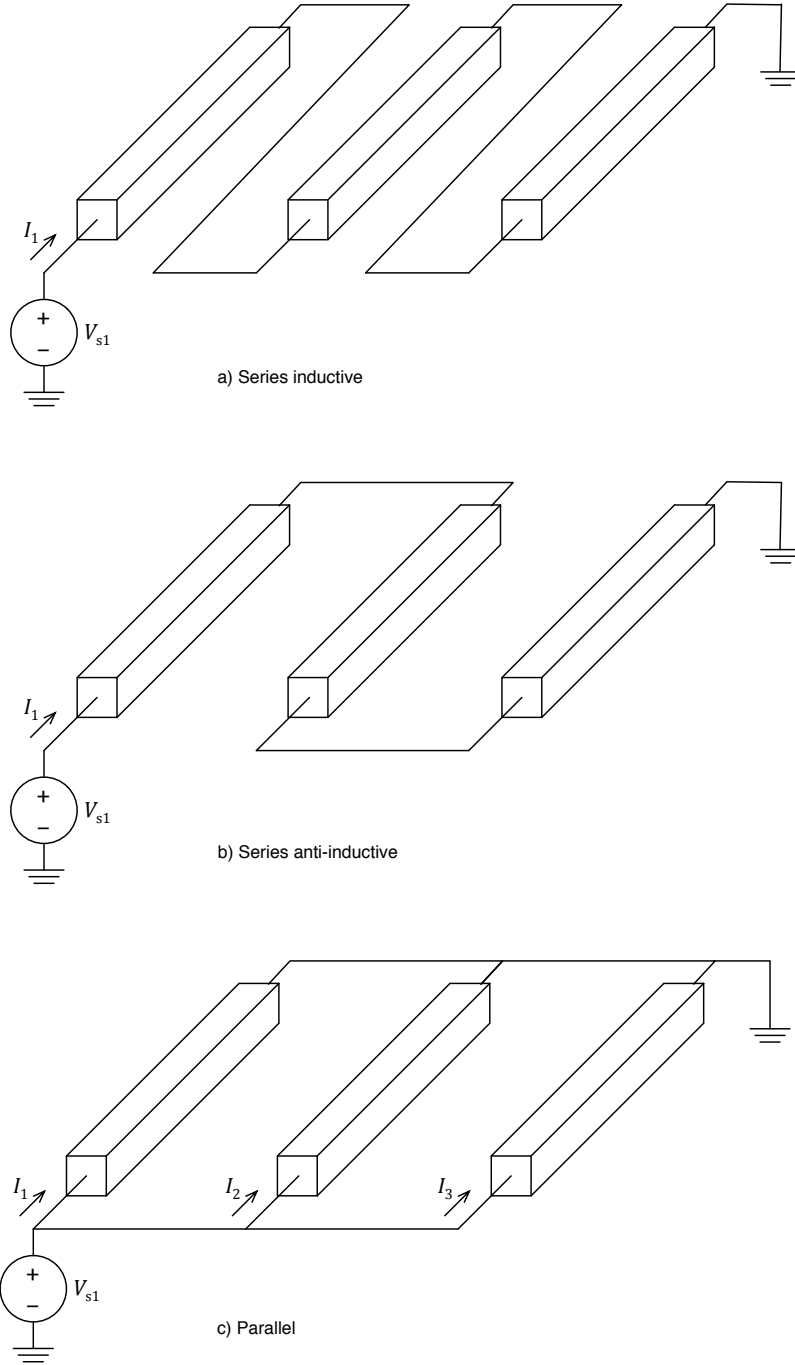 I1
+
−
Vs1
a) Series inductive
I1
+
−
Vs1
b) Series anti-inductive
I1 I2 I3
+
−
Vs1
c) Parallel